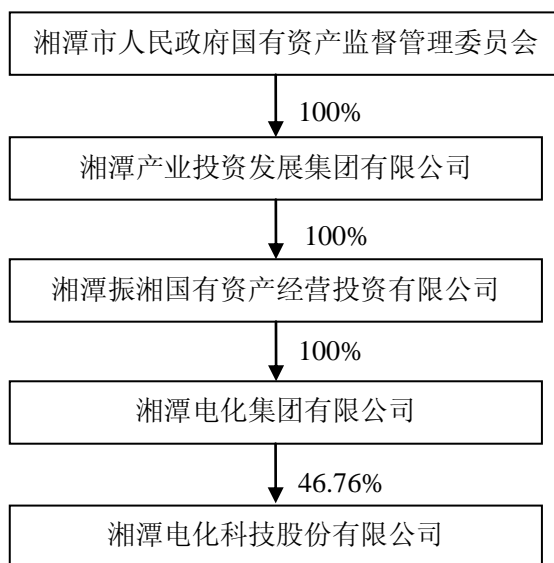 湘潭市人民政府国有资产监督管理委员会
100%
湘潭产业投资发展集团有限公司
100%
湘潭振湘国有资产经营投资有限公司
100%
湘潭电化集团有限公司
46.76%
湘潭电化科技股份有限公司